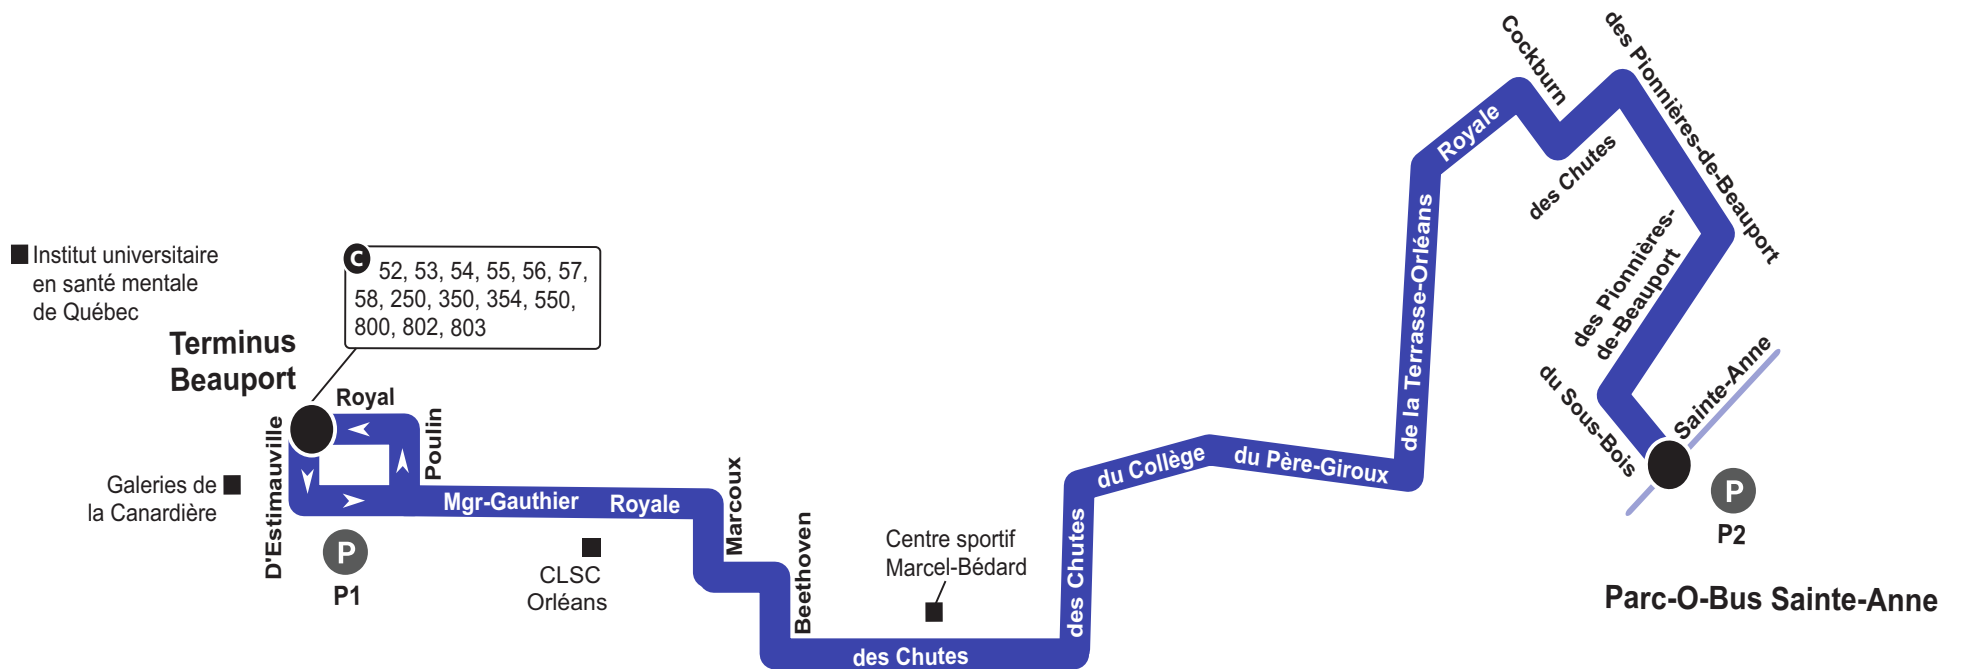 Institut universitaire
en santé mentale
de Québec
C
52, 53, 54, 55, 56, 57,
58, 250, 350, 354, 550,
800, 802, 803
Terminus
Beauport
Royal
Poulin
D'Estimauville
Galeries de
la Canardière
P
P1
Mgr-Gauthier
Royale
CLSC
Orléans
Marcoux
Beethoven
Centre sportif
Marcel-Bédard
des Chutes
des Chutes
du Collège
du Père-Giroux
de la Terrasse-Orléans
Royale
Cockburn
des Chutes
des Pionnières-de-Beauport
des Pionnières-
de-Beauport
du Sous-Bois
Sainte-Anne
P
P2
Parc-O-Bus Sainte-Anne